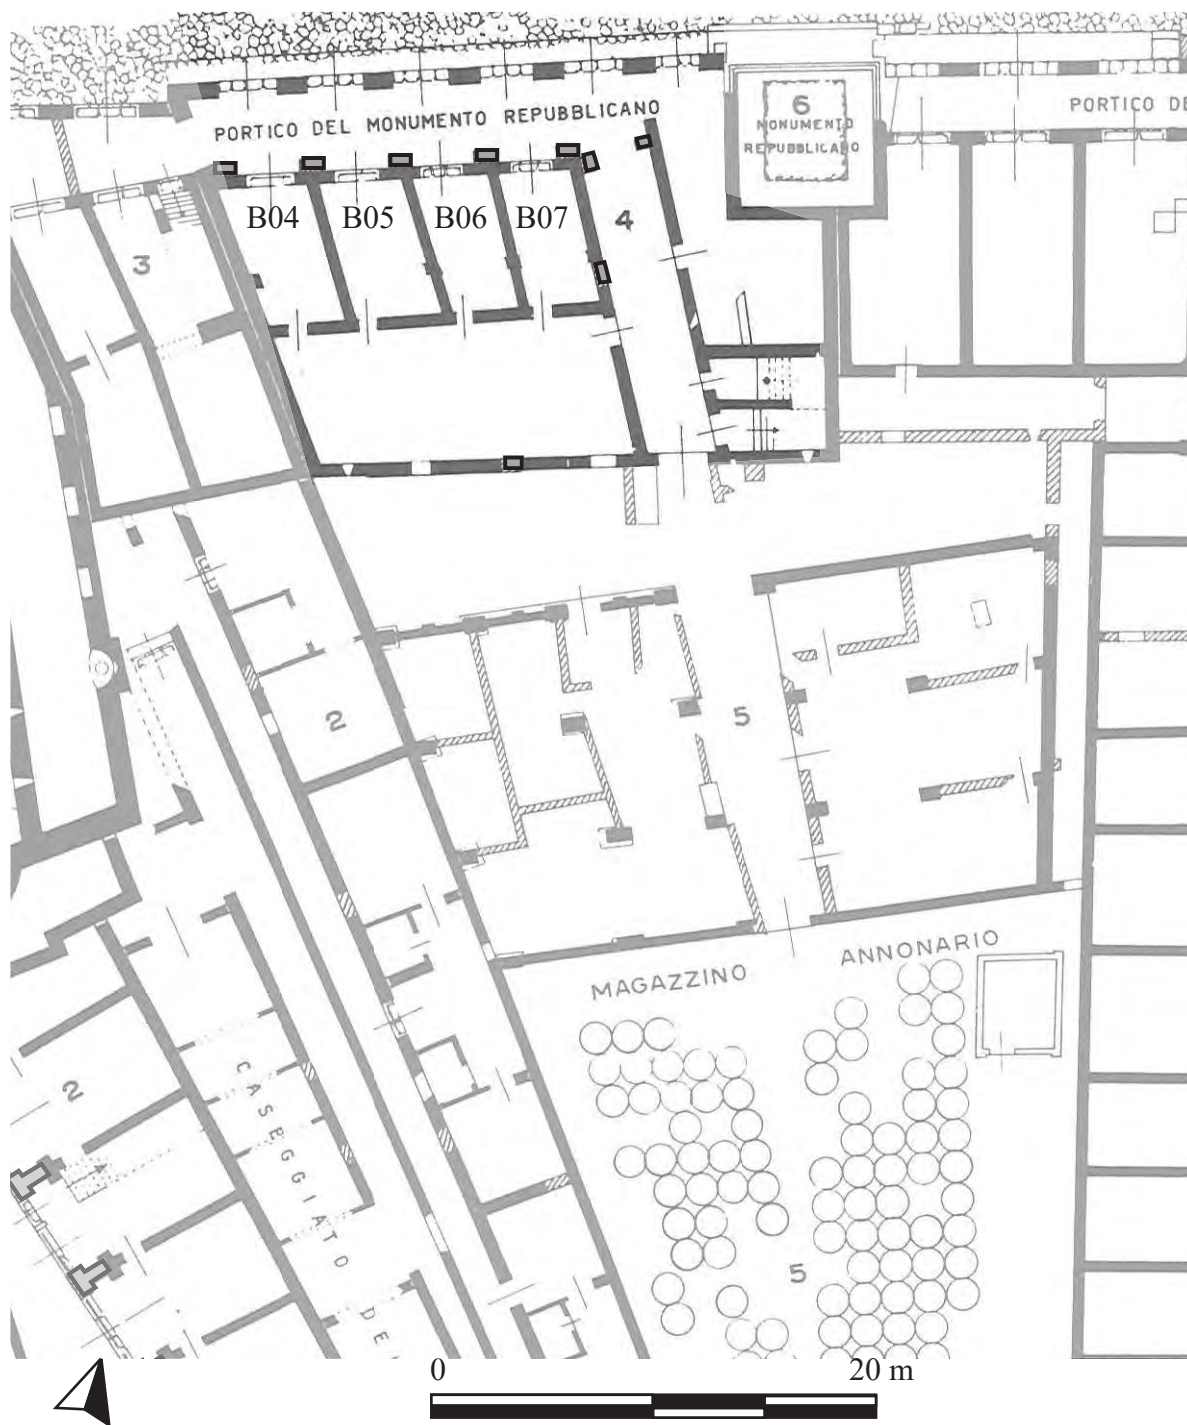 6
MONUMENTO
REPUBBLICANO
PORTICO DEL MONUMENTO REPUBBLICANO
PORTICO DE
B04
B05
B06
B07
4
3
2
5
MAGAZZINO
ANNONARIO
2
CASEGGIATO
DE
5
0
20 m